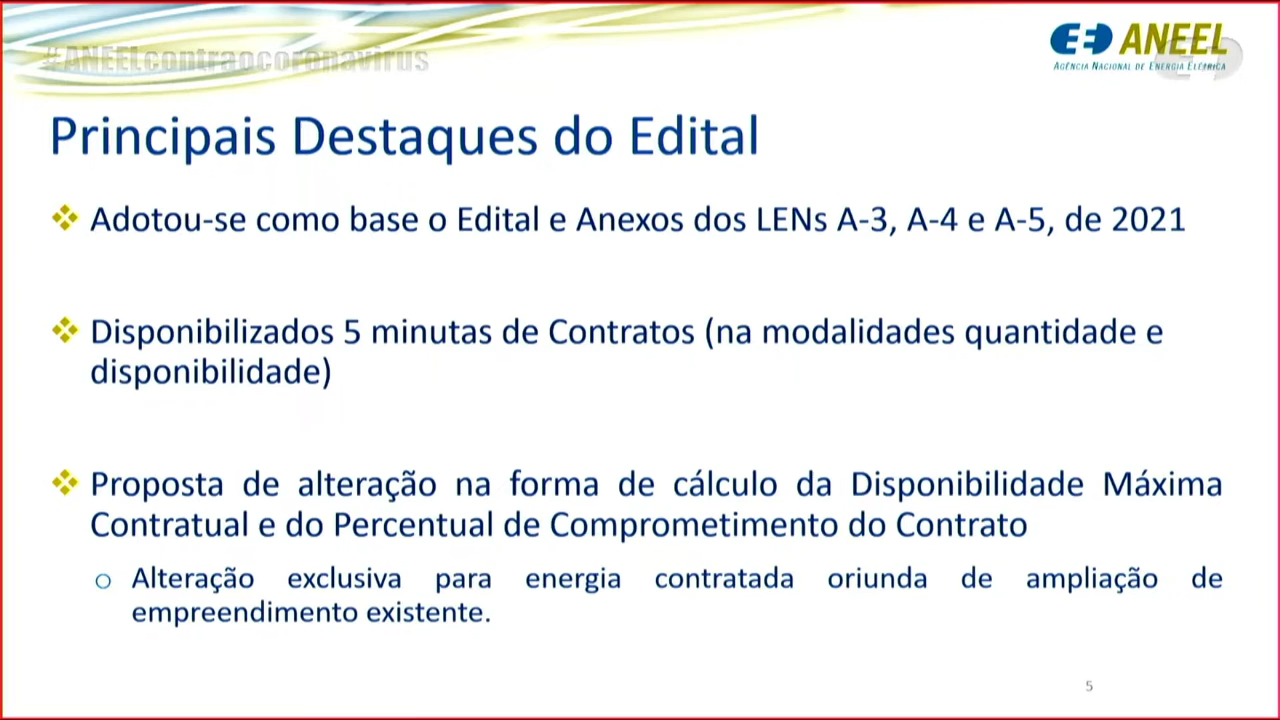 #ANEELcontraocoronavirus
ANEEL
AGÊNCIA NACIONAL DE ENERGIA ELÉTRICA
Principais Destaques do Edital
Adotou-se como base o Edital e Anexos dos LENs A-3, A-4 e A-5, de 2021
Disponibilizados 5 minutas de Contratos (na modalidades quantidade e
disponibilidade)
Proposta de alteração na forma de cálculo da Disponibilidade Máxima
Contratual e do Percentual de Comprometimento do Contrato
Alteração exclusiva para energia contratada oriunda de ampliação de
empreendimento existente.
5